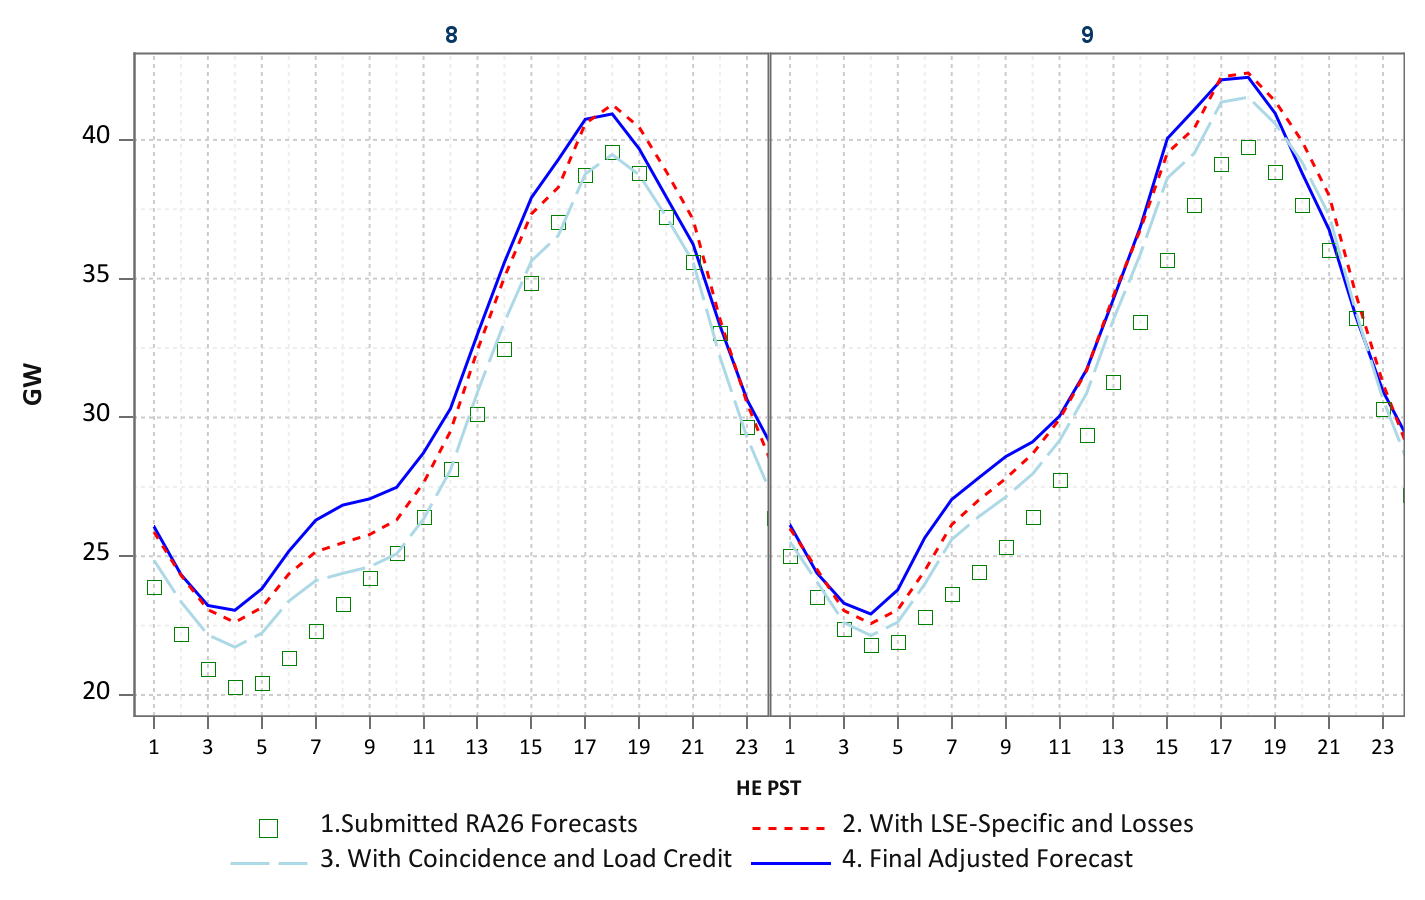 8 9
40
35
30
25
20
GW
1 3 5 7 9 11 13 15 17 19 21 23 1 3 5 7 9 11 13 15 17 19 21 23
HE PST
1.Submitted RA26 Forecasts 2. With LSE-Specific and Losses
3. With Coincidence and Load Credit 4. Final Adjusted Forecast